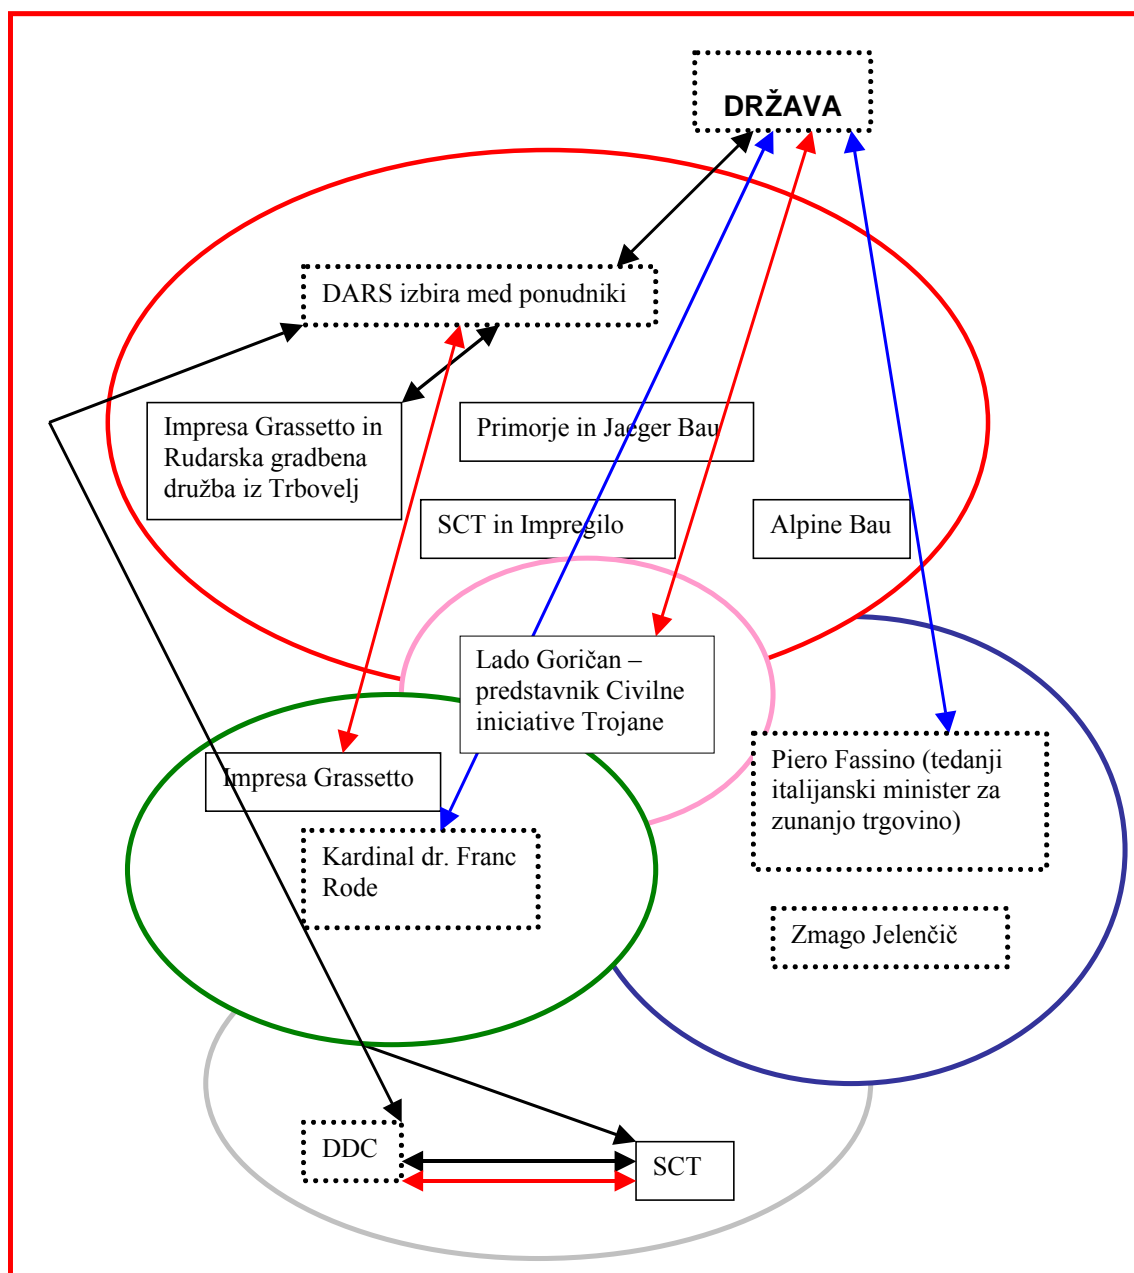 DRŽAVA
DARS izbira med ponudniki
Impresa Grassetto in
Rudarska gradbena
družba iz Trbovelj
Primorje in Jaeger Bau
SCT in Impregilo
Alpine Bau
Lado Goričan –
predstavnik Civilne
iniciative Trojane
Impresa Grassetto
Piero Fassino (tedanji
italijanski minister za
zunanjo trgovino)
Kardinal dr. Franc
Rode
Zmago Jelenčič
DDC
SCT